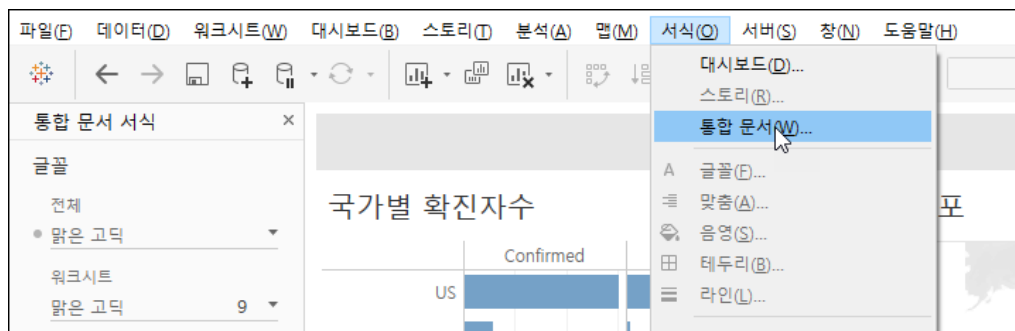 파일(F) 데이터(D) 워크시트(W) 대시보드(B) 스토리(T) 분석(A) 맵(M) 서식(O) 서버(S) 창(N) 도움말(H)
대시보드(D)...
스토리(R)...
통합 문서 서식
통합 문서(W)...
글꼴
글꼴(F)...
전체
맞춤(A)...
국가별 확진자수
포
맑은 고딕
음영(S)...
Confirmed
테두리(B)...
워크시트
US
라인(L)...
맑은 고딕 9